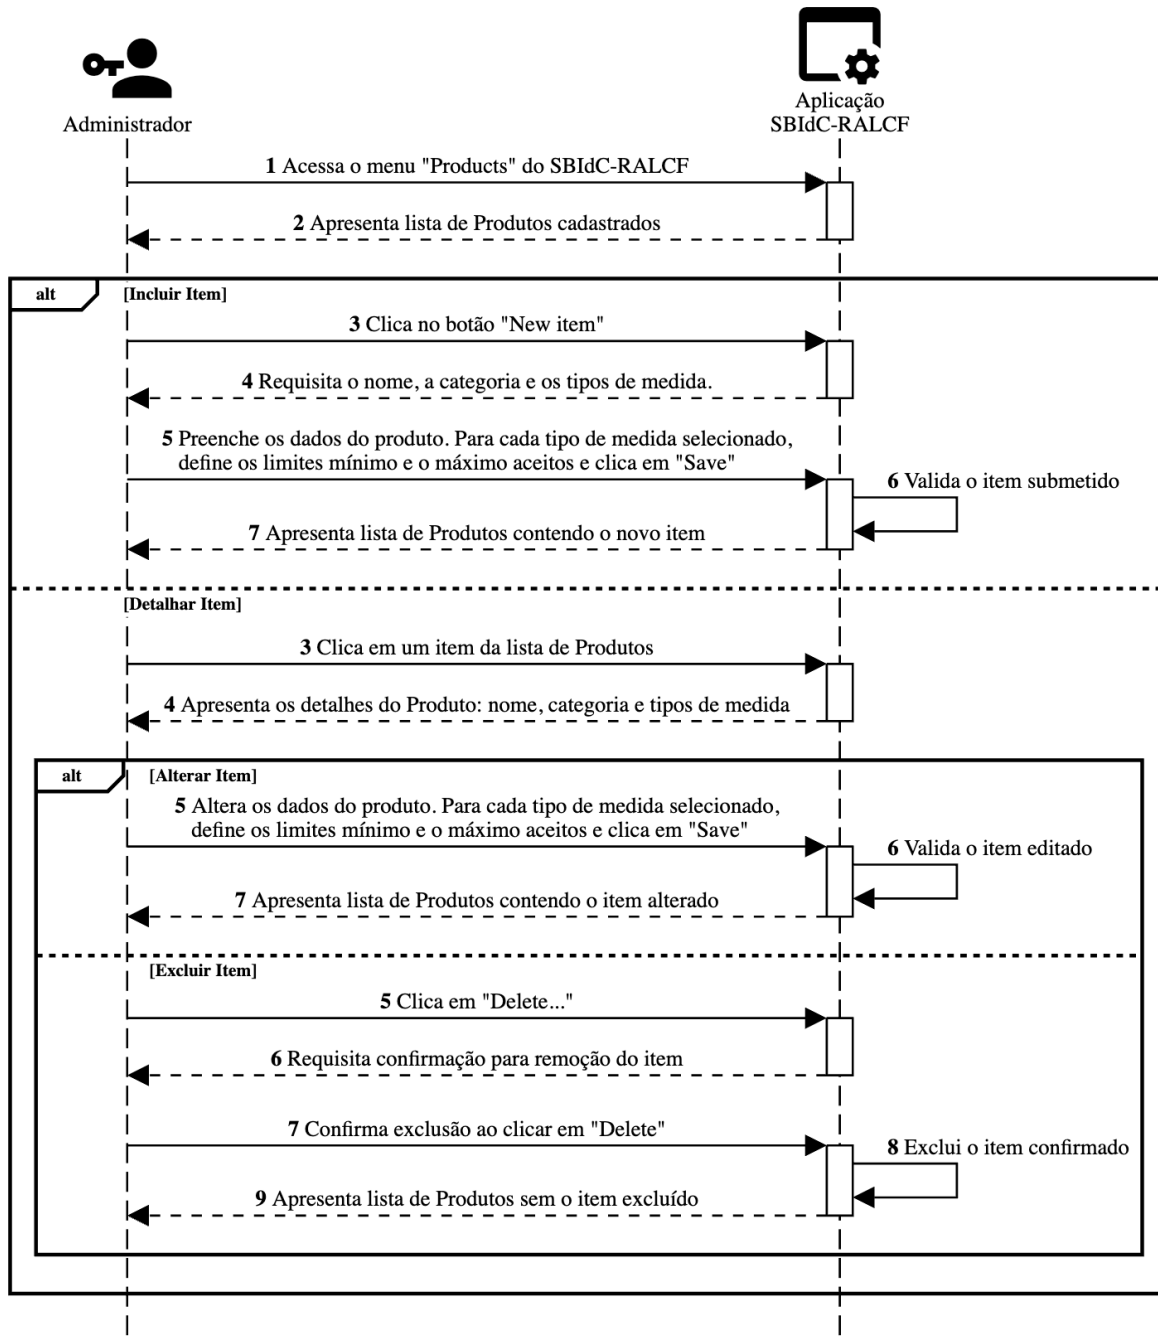 Administrador
Aplicação
SBIdC-RALCF
1 Acessa o menu "Products" do SBIdC-RALCF
2 Apresenta lista de Produtos cadastrados
alt
[Incluir Item]
3 Clica no botão "New item"
4 Requisita o nome, a categoria e os tipos de medida.
5 Preenche os dados do produto. Para cada tipo de medida selecionado,
define os limites mínimo e o máximo aceitos e clica em "Save"
6 Valida o item submetido
7 Apresenta lista de Produtos contendo o novo item
[Detalhar Item]
3 Clica em um item da lista de Produtos
4 Apresenta os detalhes do Produto: nome, categoria e tipos de medida
alt
[Alterar Item]
5 Altera os dados do produto. Para cada tipo de medida selecionado,
define os limites mínimo e o máximo aceitos e clica em "Save"
6 Valida o item editado
7 Apresenta lista de Produtos contendo o item alterado
[Excluir Item]
5 Clica em "Delete..."
6 Requisita confirmação para remoção do item
7 Confirma exclusão ao clicar em "Delete"
8 Exclui o item confirmado
9 Apresenta lista de Produtos sem o item excluído